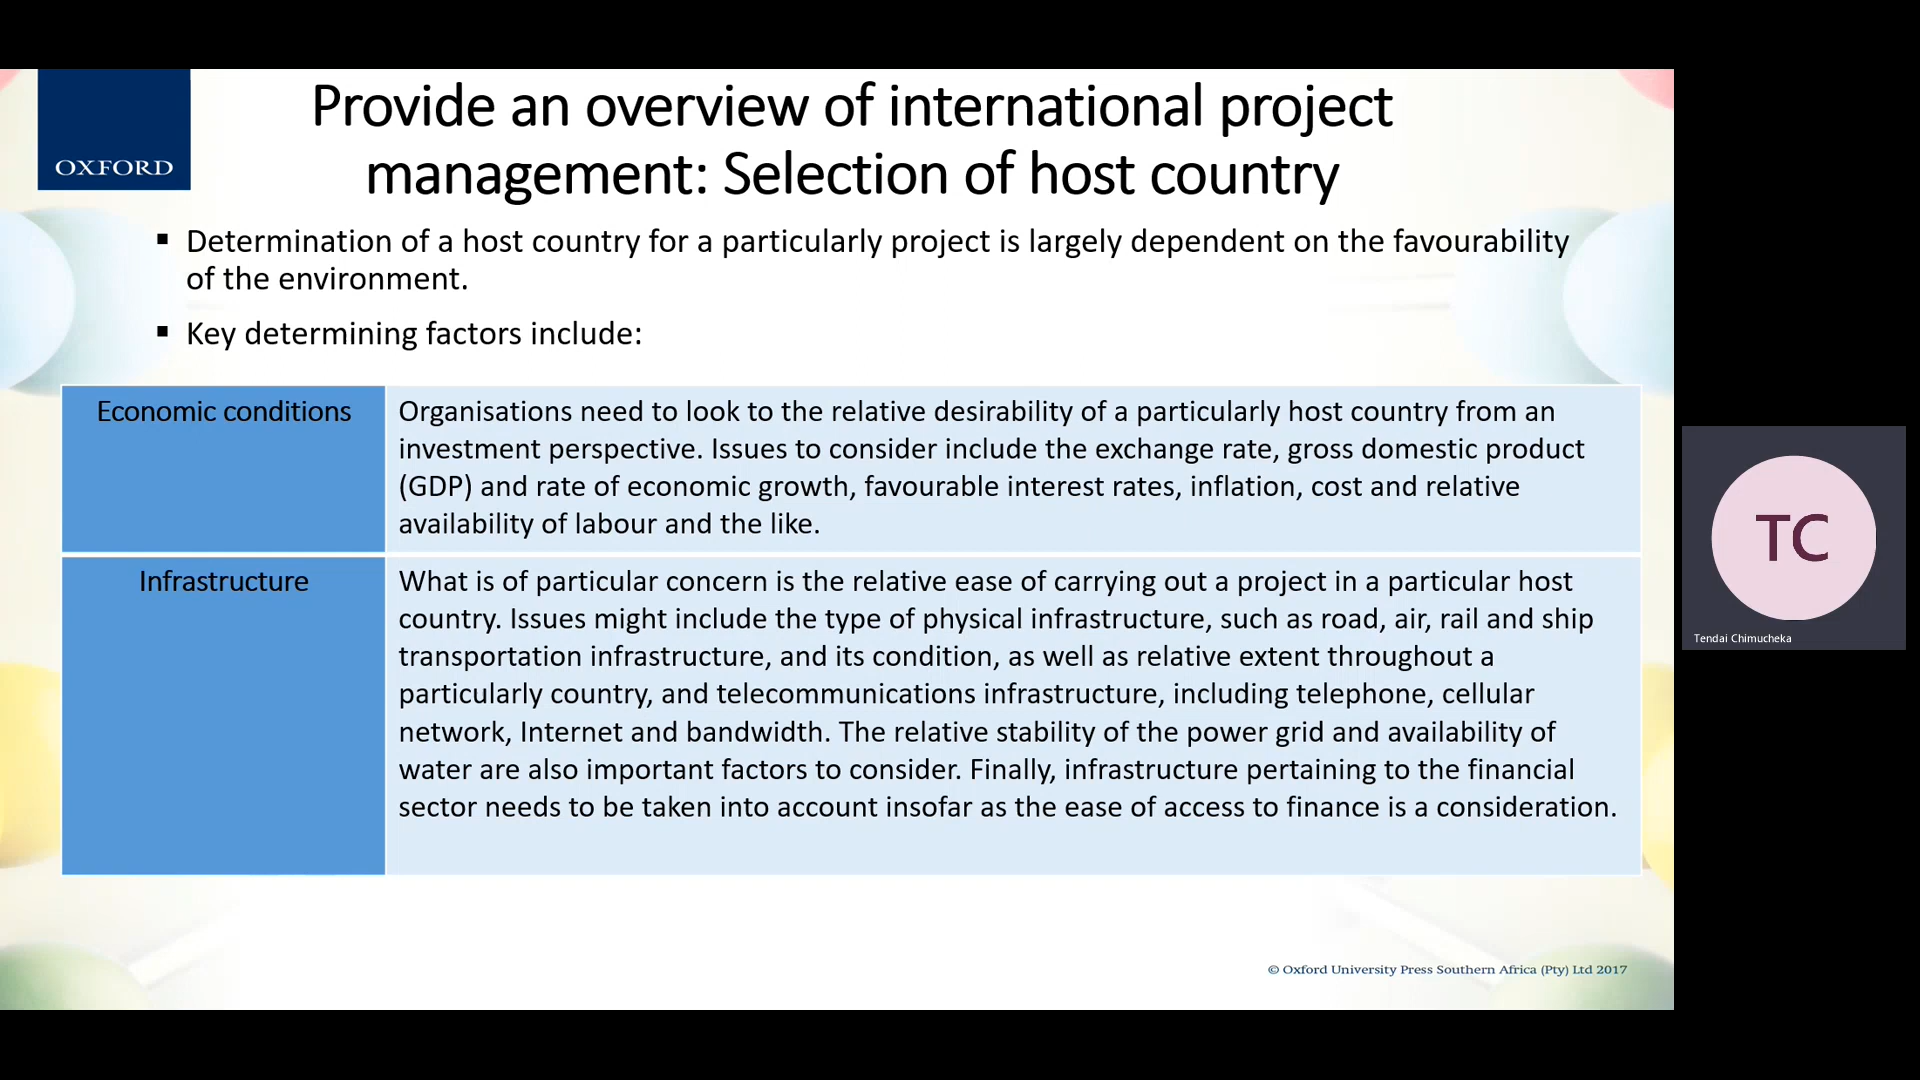 OXFORD
Provide an overview of international project
management: Selection of host country
▪ Determination of a host country for a particularly project is largely dependent on the favourability
of the environment.
▪ Key determining factors include:
Economic conditions
Organisations need to look to the relative desirability of a particularly host country from an
investment perspective. Issues to consider include the exchange rate, gross domestic product
(GDP) and rate of economic growth, favourable interest rates, inflation, cost and relative
availability of labour and the like.
Infrastructure
What is of particular concern is the relative ease of carrying out a project in a particular host
country. Issues might include the type of physical infrastructure, such as road, air, rail and ship
transportation infrastructure, and its condition, as well as relative extent throughout a
particularly country, and telecommunications infrastructure, including telephone, cellular
network, Internet and bandwidth. The relative stability of the power grid and availability of
water are also important factors to consider. Finally, infrastructure pertaining to the financial
sector needs to be taken into account insofar as the ease of access to finance is a consideration.
© Oxford University Press Southern Africa (Pty) Ltd 2017
TC
Tendai Chimucheka